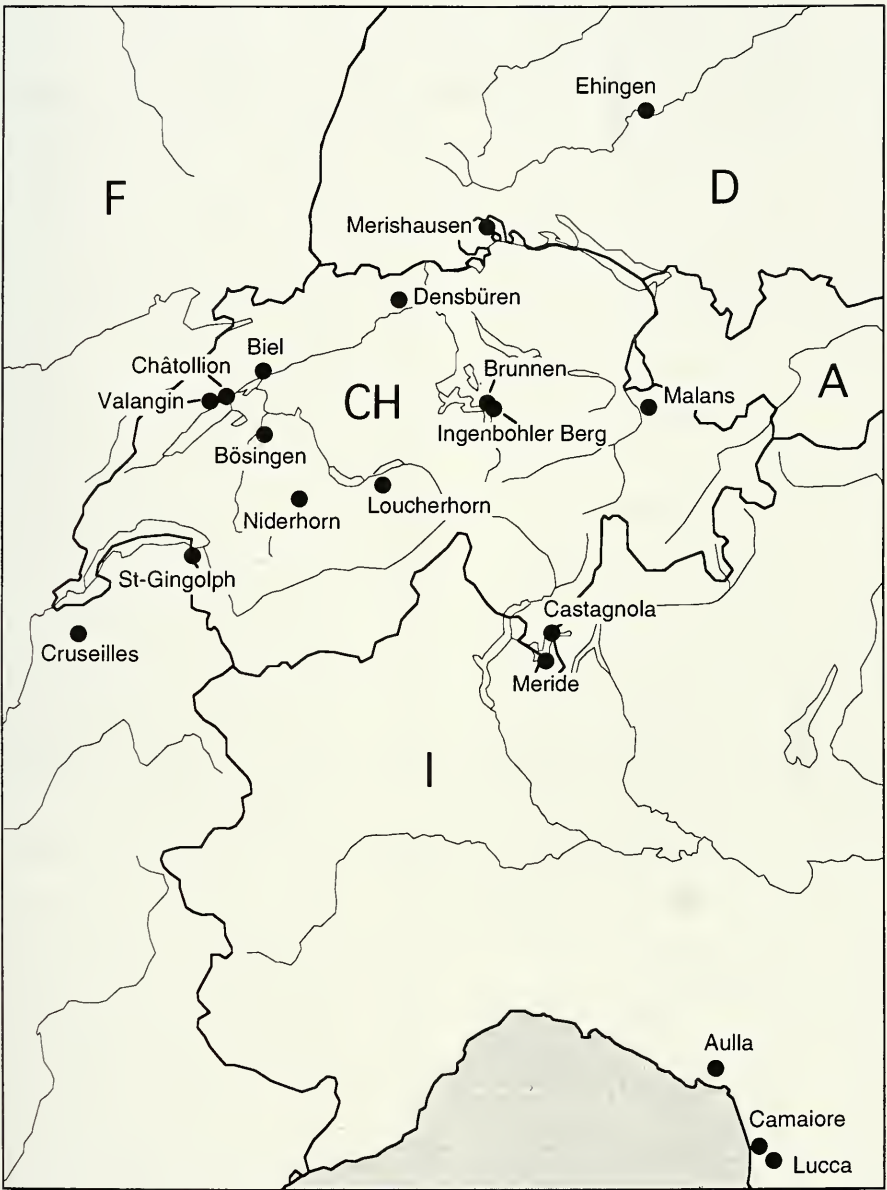 Ehingen
F
D
Merishausen
Densbüren
Biel
Châtollion
Brunnen
A
Valangin
CH
Malans
Ingenbohler Berg
Bösingen
Loucherhorn
Niderhorn
St-Gingolph
Castagnola
Cruseilles
Meride
I
Aulla
Camaiore
Lucca